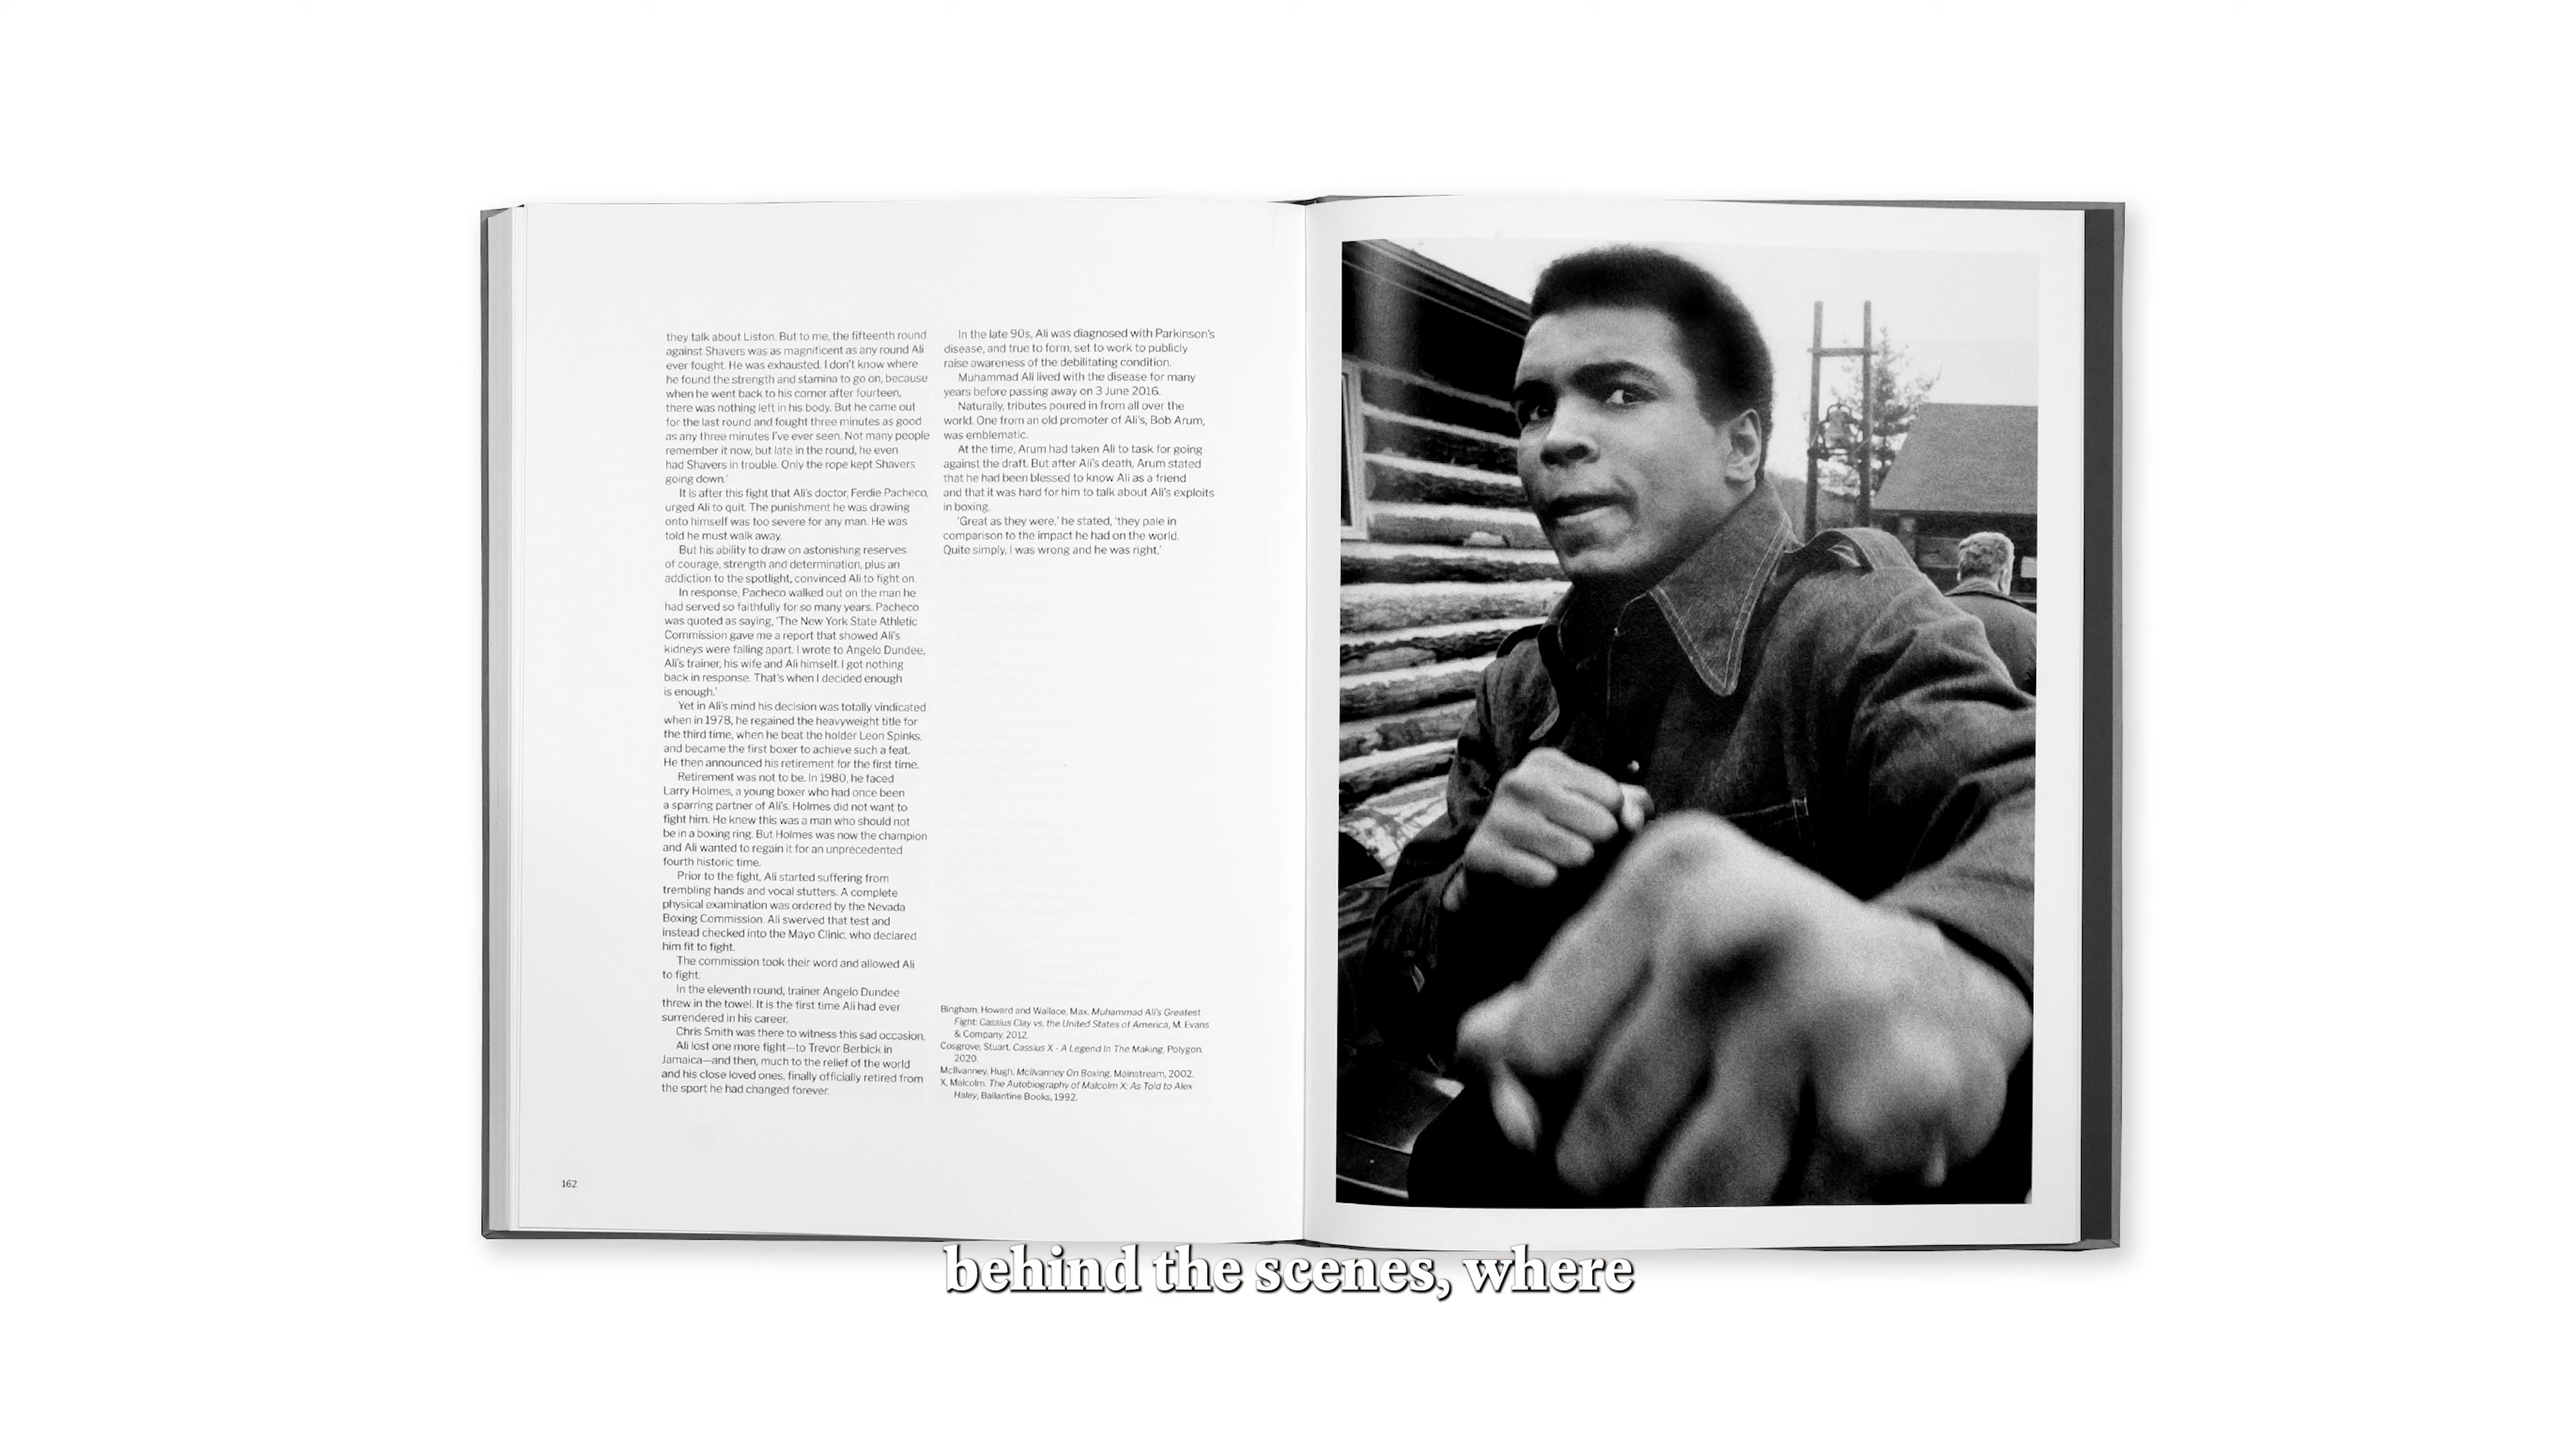 they talk about Liston. But to me, the fifteenth round
against Shavers was as magnificent as any round Ali
ever fought. He was exhausted. I don't know where
he found the strength and stamina to go on, because
when he went back to his corner after fourteen,
there was nothing left in his body. But he came out
for the last round and fought three minutes as good
as any three minutes I've ever seen. Not many people
remember it now, but late in the round, he even
had Shavers in trouble. Only the rope kept Shavers
going down.'
It is after this fight that Ali's doctor, Ferdie Pacheco,
urged Ali to quit. The punishment he was drawing
onto himself was too severe for any man. He was
told he must walk away.
But his ability to draw on astonishing reserves
of courage, strength and determination, plus an
addiction to the spotlight, convinced Ali to fight on.
In response, Pacheco walked out on the man he
had served so faithfully for so many years. Pacheco
was quoted as saying, 'The New York State Athletic
Commission gave me a report that showed Ali's
kidneys were falling apart. I wrote to Angelo Dundee,
Ali's trainer, his wife and Ali himself. I got nothing
back in response. That's when I decided enough
is enough.'
Yet in Ali's mind his decision was totally vindicated
when in 1978, he regained the heavyweight title for
the third time, when he beat the holder Leon Spinks,
and became the first boxer to achieve such a feat.
He then announced his retirement for the first time.
Retirement was not to be. In 1980, he faced
Larry Holmes, a young boxer who had once been
a sparring partner of Ali's. Holmes did not want to
fight him. He knew this was a man who should not
be in a boxing ring. But Holmes was now the champion
and Ali wanted to regain it for an unprecedented
fourth historic time.
Prior to the fight, Ali started suffering from
trembling hands and vocal stutters. A complete
physical examination was ordered by the Nevada
Boxing Commission. Ali swerved that test and
instead checked into the Mayo Clinic, who declared
him fit to fight.
The commission took their word and allowed Ali
to fight.
In the eleventh round, trainer Angelo Dundee
threw in the towel. It is the first time Ali had ever
surrendered in his career.
Chris Smith was there to witness this sad occasion.
Ali lost one more fight—to Trevor Berbick in
Jamaica—and then, much to the relief of the world
and his close loved ones, finally officially retired from
the sport he had changed forever.
In the late 90s, Ali was diagnosed with Parkinson's
disease, and true to form, set to work to publicly
raise awareness of the debilitating condition.
Muhammad Ali lived with the disease for many
years before passing away on 3 June 2016.
Naturally, tributes poured in from all over the
world. One from an old promoter of Ali's, Bob Arum,
was emblematic.
At the time, Arum had taken Ali to task for going
against the draft. But after Ali's death, Arum stated
that he had been blessed to know Ali as a friend
and that it was hard for him to talk about Ali's exploits
in boxing.
'Great as they were,' he stated, 'they pale in
comparison to the impact he had on the world.
Quite simply, I was wrong and he was right.'
Bingham, Howard and Wallace, Max. Muhammad Ali's Greatest
Fight: Cassius Clay vs. the United States of America, M. Evans
& Company, 2012.
Cosgrove, Stuart. Cassius X - A Legend In The Making, Polygon,
2020.
McIlvanney, Hugh. McIlvanney On Boxing, Mainstream, 2002.
X, Malcolm. The Autobiography of Malcolm X: As Told to Alex
Haley, Ballantine Books, 1992.
162
behind the scenes, where